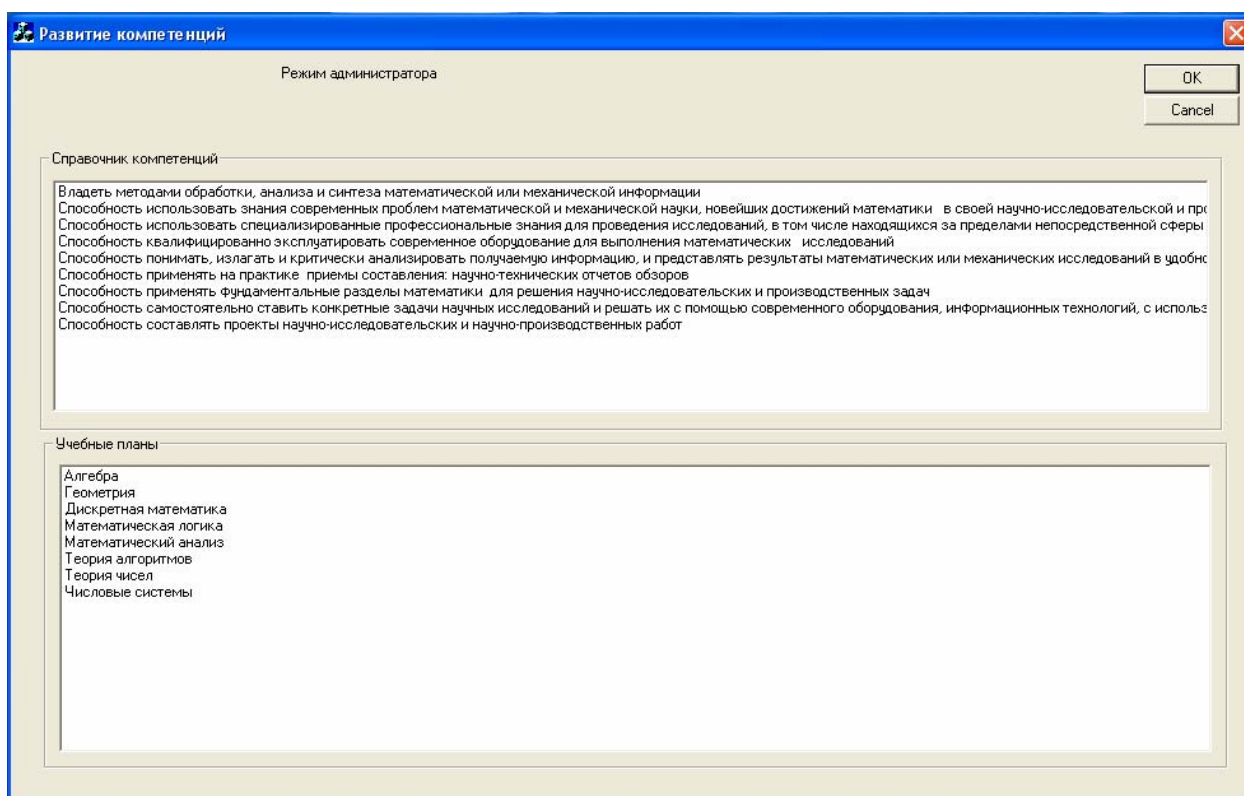 Развитие компетенций
Режим администратора
OK
Cancel
Справочник компетенций
Владеть методами обработки, анализа и синтеза математической или механической информации
Способность использовать знания современных проблем математической и механической науки, новейших достижений математики в своей научно-исследовательской и про
Способность использовать специализированные профессиональные знания для проведения исследований, в том числе находящихся за пределами непосредственной сферы
Способность квалифицированно эксплуатировать современное оборудование для выполнения математических исследований
Способность понимать, излагать и критически анализировать получаемую информацию, и представлять результаты математических или механических исследований в удобно
Способность применять на практике приемы составления: научно-технических отчетов обзоров
Способность применять фундаментальные разделы математики для решения научно-исследовательских и производственных задач
Способность самостоятельно ставить конкретные задачи научных исследований и решать их с помощью современного оборудования, информационных технологий, с использ
Способность составлять проекты научно-исследовательских и научно-производственных работ
Учебные планы
Алгебра
Геометрия
Дискретная математика
Математическая логика
Математический анализ
Теория алгоритмов
Теория чисел
Числовые системы